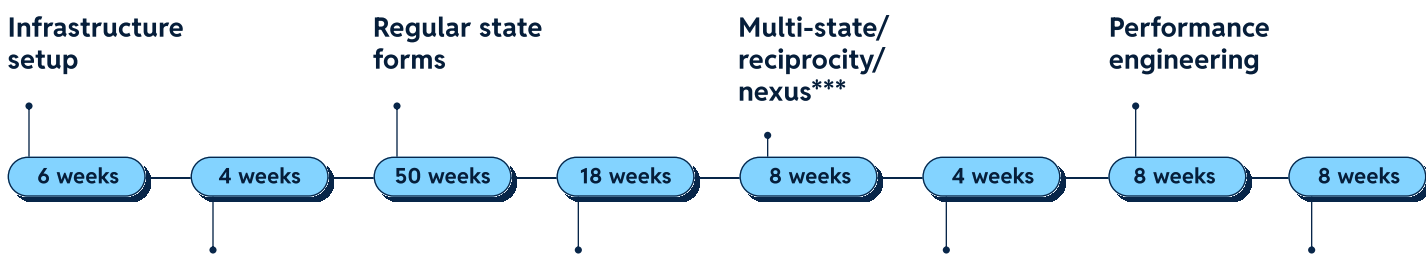 Infrastructure
setup
Regular state
forms
Multi-state/
reciprocity/
nexus***
Performance
engineering
6 weeks
4 weeks
50 weeks
18 weeks
8 weeks
4 weeks
8 weeks
8 weeks